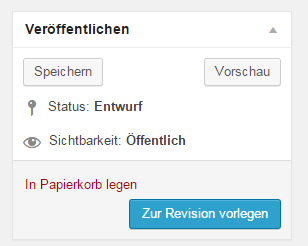 Veröffentlichen
Speichern Vorschau
Status: Entwurf
Sichtbarkeit: Öffentlich
In Papierkorb legen
Zur Revision vorlegen